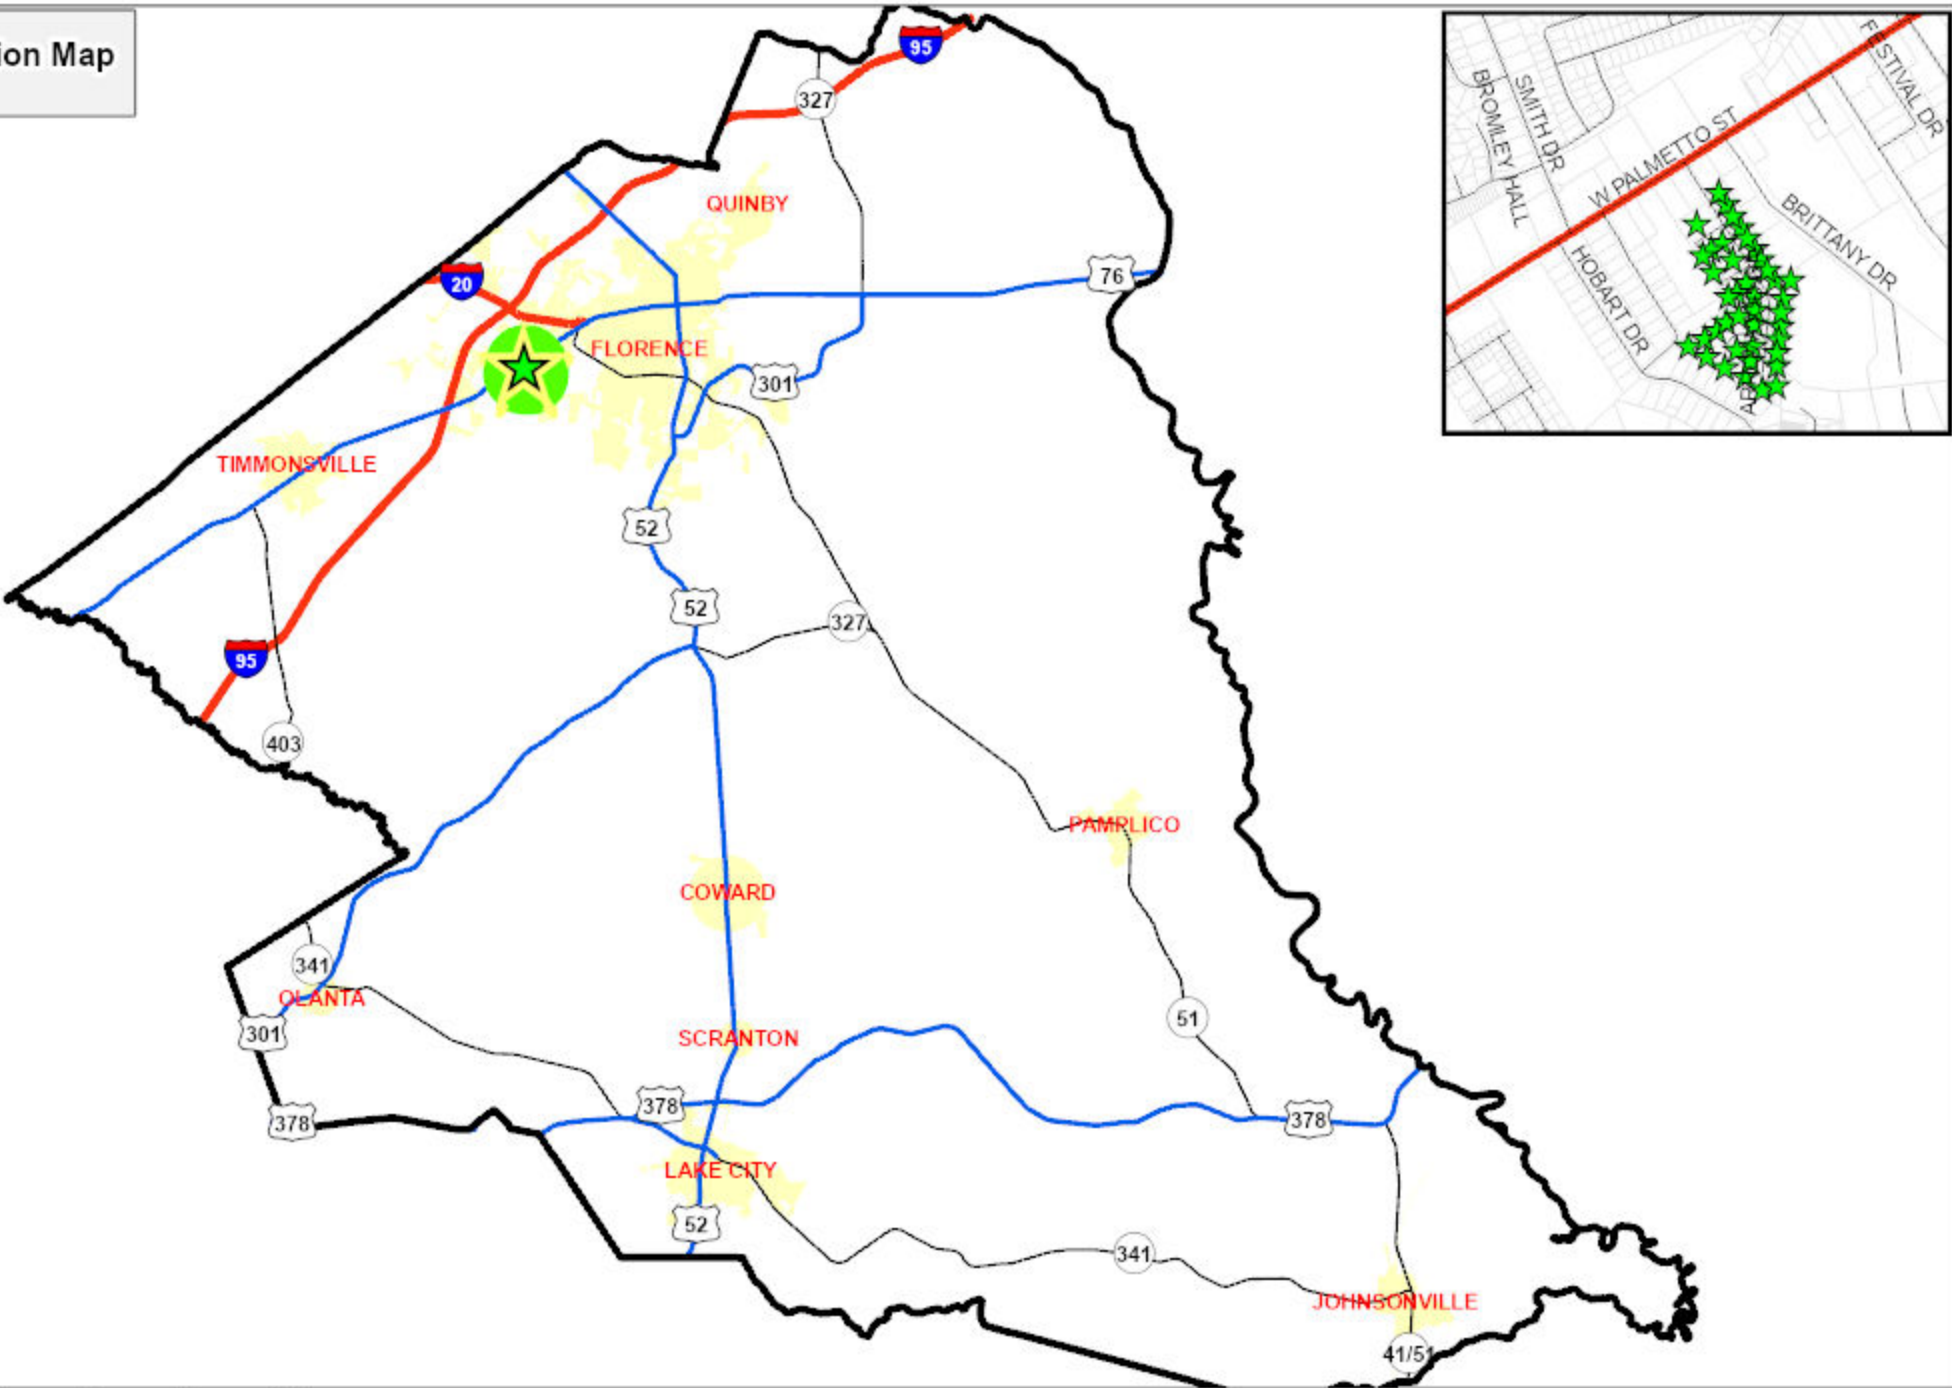 ion Map
95
327
QUINBY
20
76
FLORENCE
301
TIMMONSVILLE
52
52
327
95
403
PAMPLICO
COWARD
341
OLANTA
301
51
SCRANTON
378
378
378
LAKE CITY
52
341
JOHNSONVILLE
41/51
FESTIVAL DR
SMITH DR
BROMLEY HALL
W PALMETTO ST
BRITTANY DR
HOBART DR